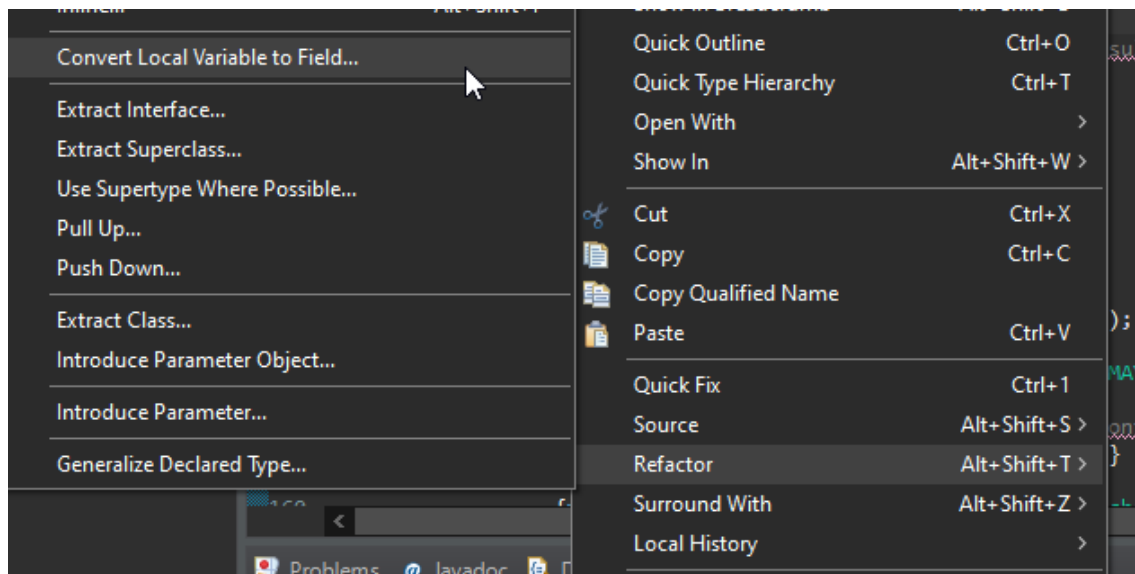 Convert Local Variable to Field...
Extract Interface...
Extract Superclass...
Use Supertype Where Possible...
Pull Up...
Push Down...
Extract Class...
Introduce Parameter Object...
Introduce Parameter...
Generalize Declared Type...
Quick Outline Ctrl+O
Quick Type Hierarchy Ctrl+T
Open With >
Show In Alt+Shift+W >
Cut Ctrl+X
Copy Ctrl+C
Copy Qualified Name
Paste Ctrl+V
Quick Fix Ctrl+1
Source Alt+Shift+S >
Refactor Alt+Shift+T >
Surround With Alt+Shift+Z >
Local History >
su
);
MA
on
}
Problems @ Javadoc